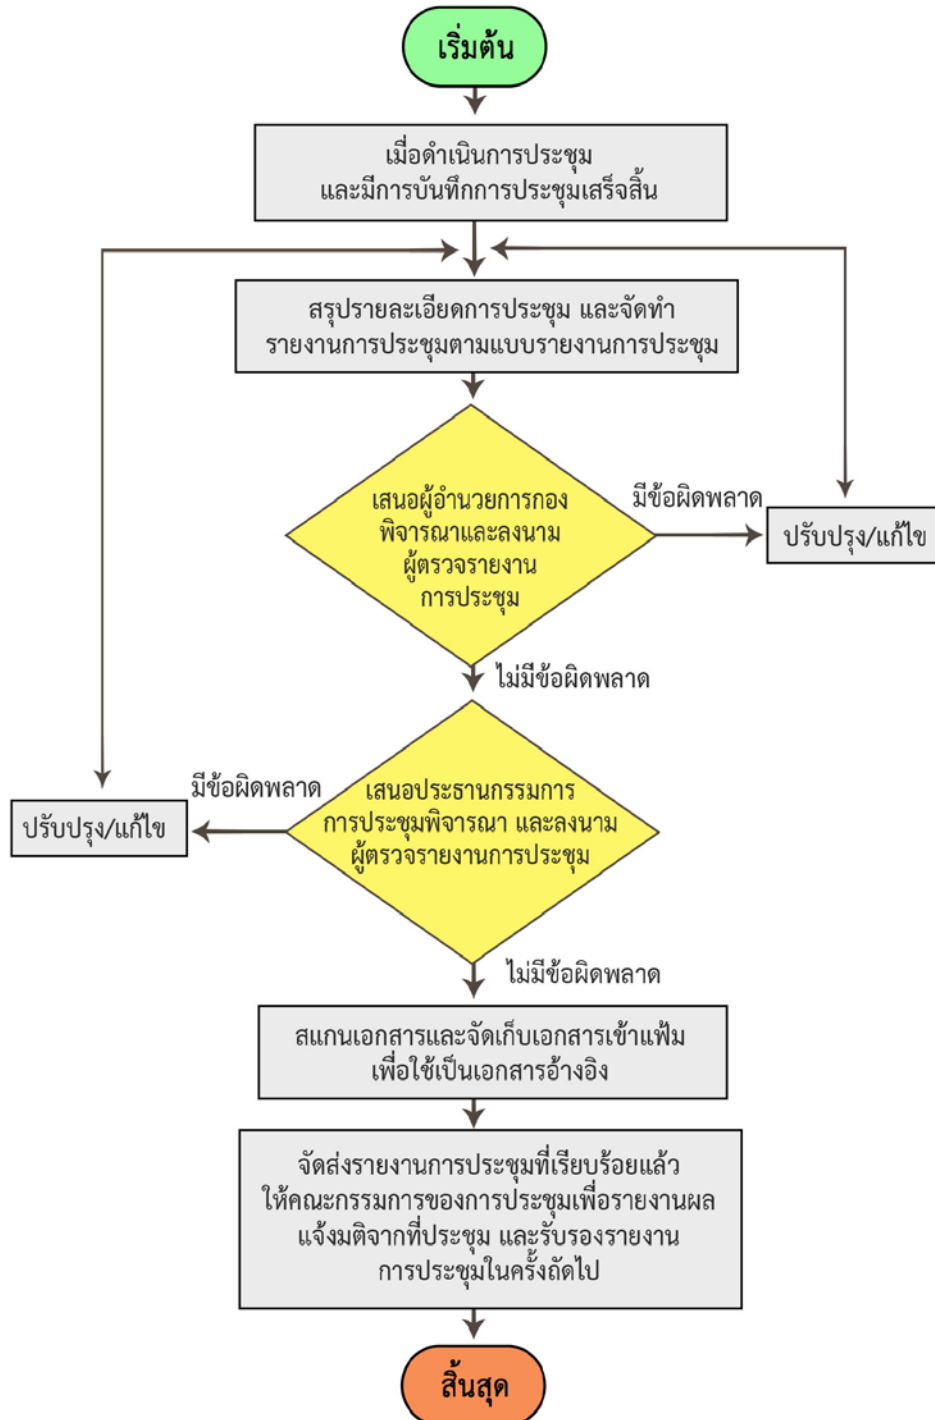 เริ่มต้น
เมื่อดำเนินการประชุม
และมีการบันทึกการประชุมเสร็จสิ้น
สรุปรายละเอียดการประชุม และจัดทำ
รายงานการประชุมตามแบบรายงานการประชุม
เสนอผู้อำนวยการกอง
พิจารณาและลงนาม
ผู้ตรวจรายงาน
การประชุม
มีข้อผิดพลาด
ปรับปรุง/แก้ไข
ไม่มีข้อผิดพลาด
มีข้อผิดพลาด
ปรับปรุง/แก้ไข
เสนอประธานกรรมการ
การประชุมพิจารณา และลงนาม
ผู้ตรวจรายงานการประชุม
ไม่มีข้อผิดพลาด
สแกนเอกสารและจัดเก็บเอกสารเข้าแฟ้ม
เพื่อใช้เป็นเอกสารอ้างอิง
จัดส่งรายงานการประชุมที่เรียบร้อยแล้ว
ให้คณะกรรมการของการประชุมเพื่อรายงานผล
แจ้งมติจากที่ประชุม และรับรองรายงาน
การประชุมในครั้งถัดไป
สิ้นสุด